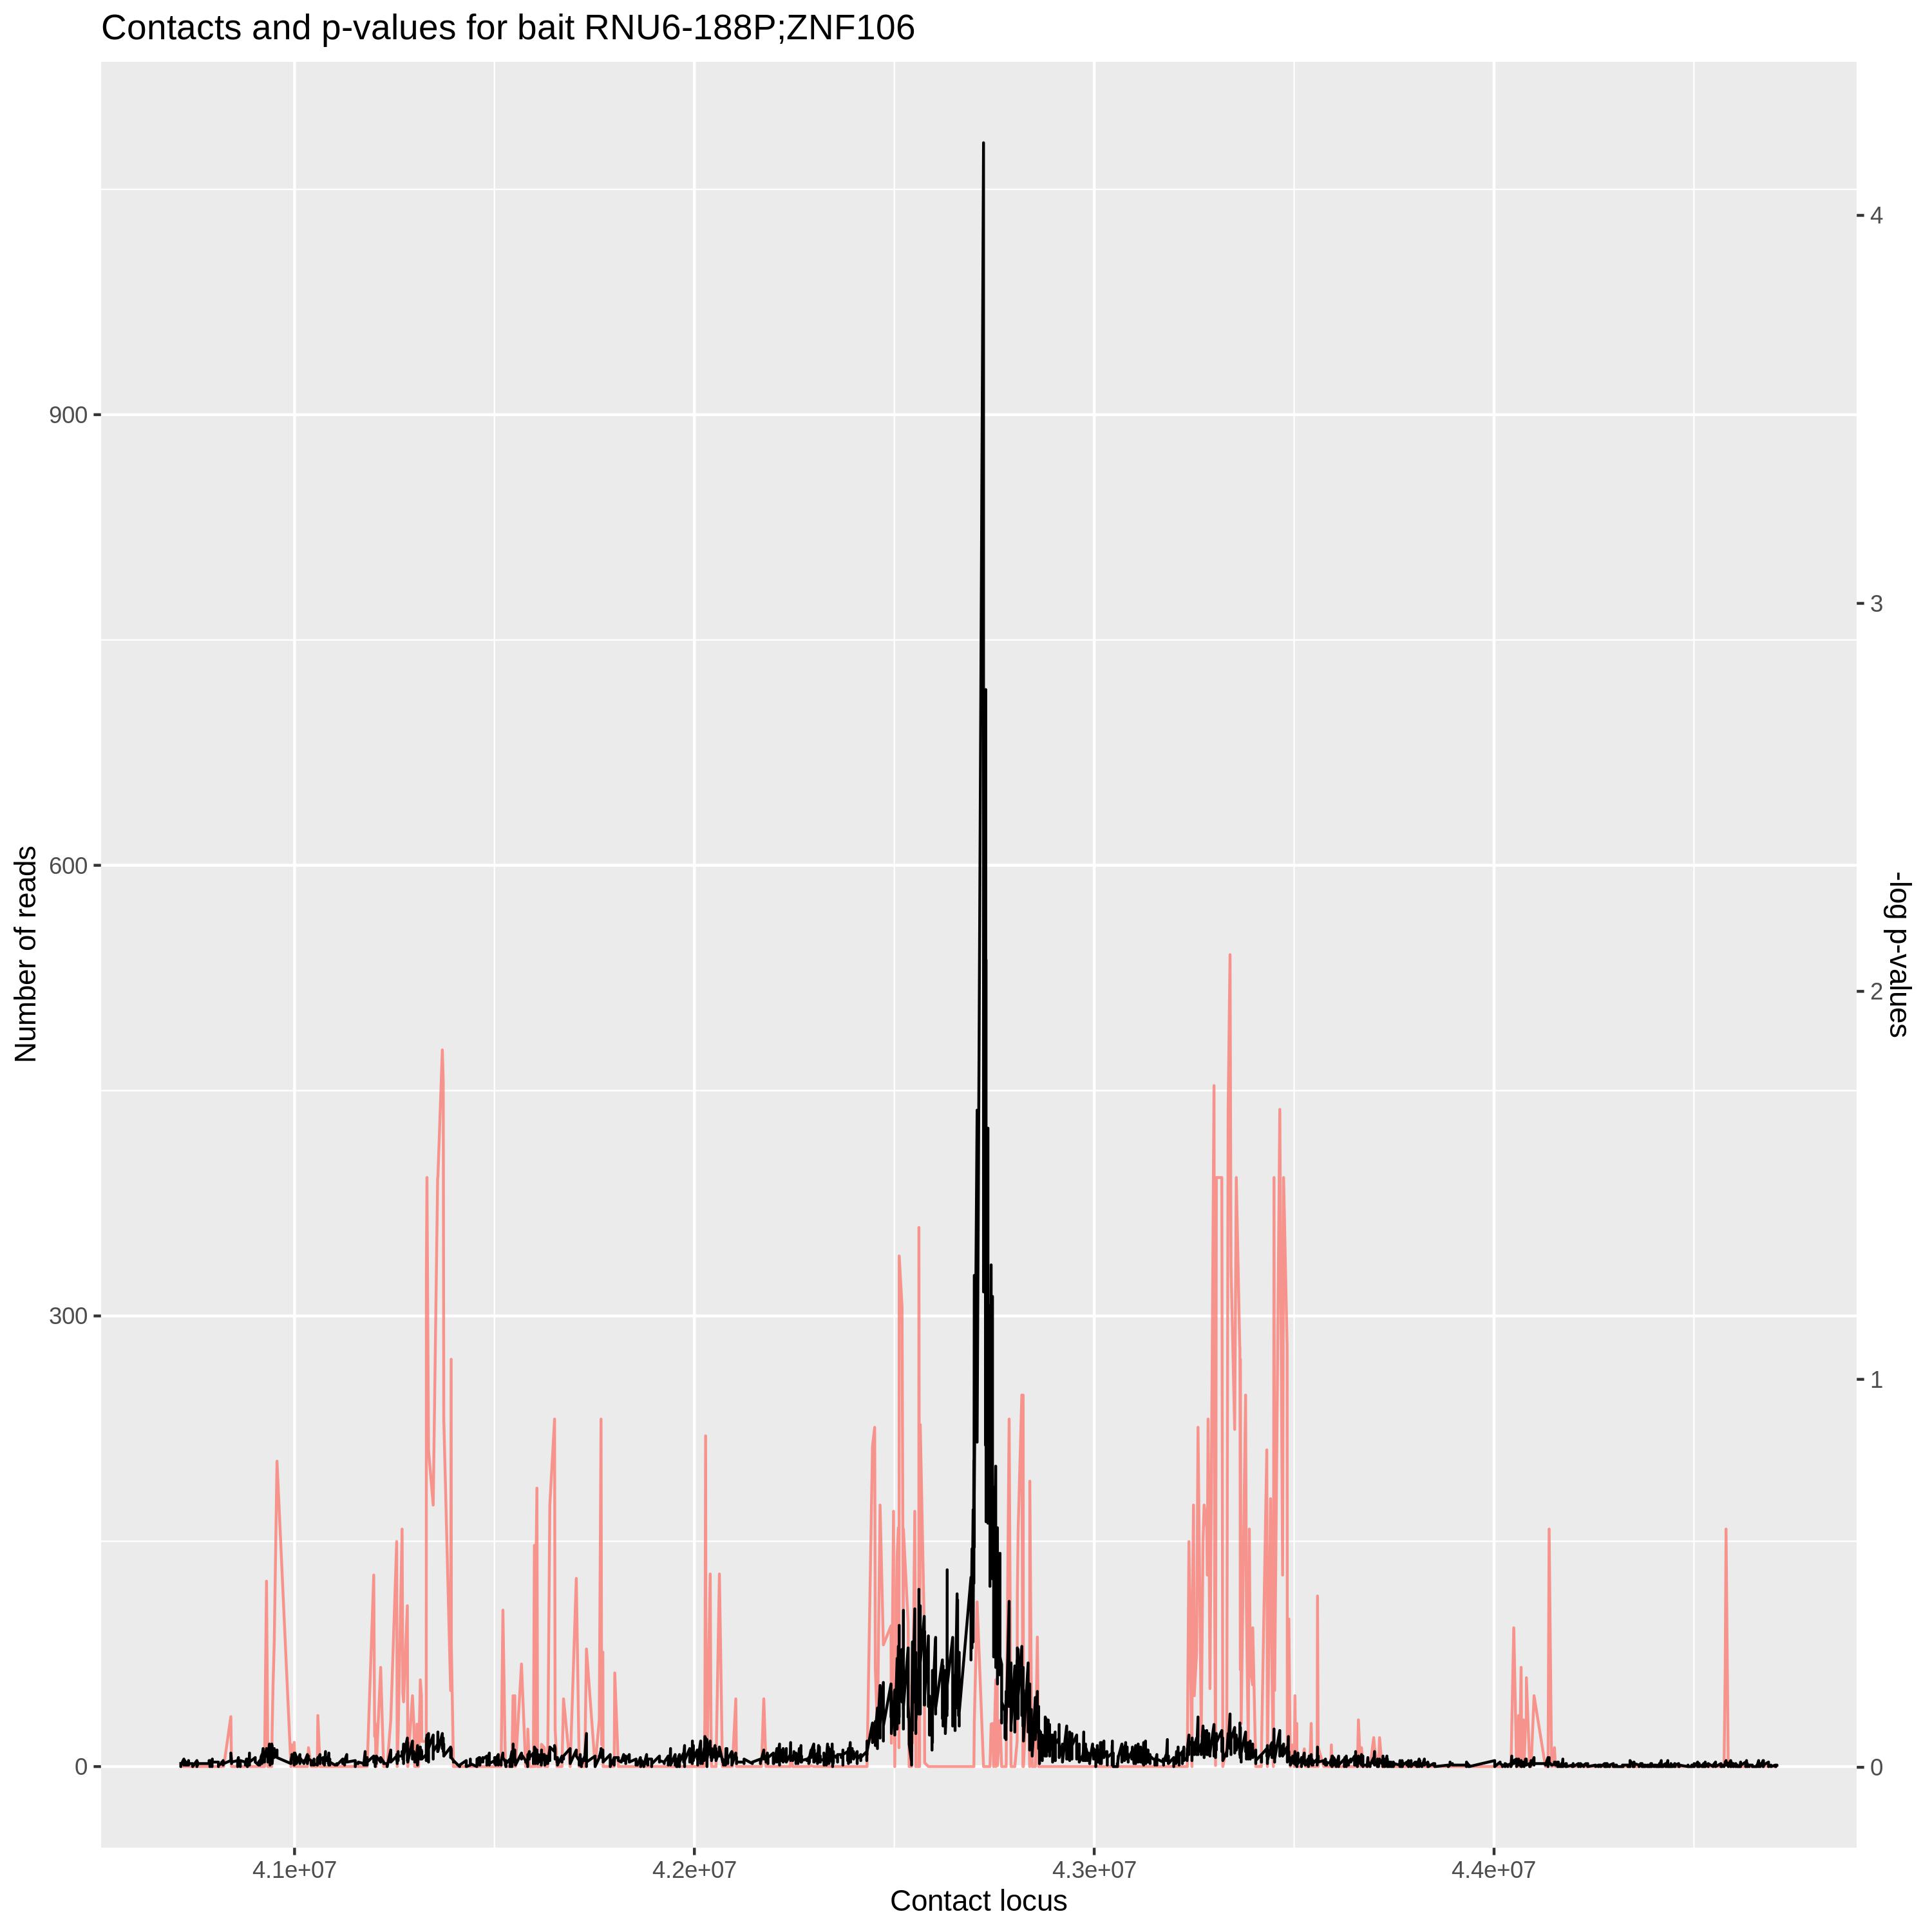 Contacts and p-values for bait RNU6-188P;ZNF106
Number of reads
900
600
300
0
4
3
2
1
0
-log p-values
4.1e+07 4.2e+07 4.3e+07 4.4e+07
Contact locus